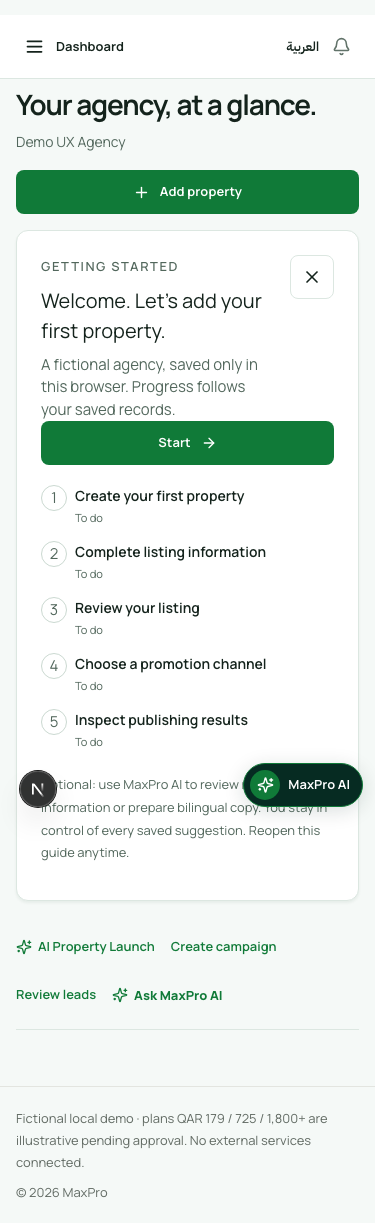 Dashboard
العربية
Your agency, at a glance.
Demo UX Agency
Add property
GETTING STARTED
Welcome. Let's add your
first property.
A fictional agency, saved only in
this browser. Progress follows
your saved records.
Start
1 Create your first property
To do
2 Complete listing information
To do
3 Review your listing
To do
4 Choose a promotion channel
To do
5 Inspect publishing results
To do
use MaxPro AI to review
MaxPro AI
information or prepare bilingual copy. You stay in
control of every saved suggestion. Reopen this
guide anytime.
N
AI Property Launch
Create campaign
Review leads
Ask MaxPro AI
Fictional local demo · plans QAR 179 / 725 / 1,800+ are
illustrative pending approval. No external services
connected.
© 2026 MaxPro